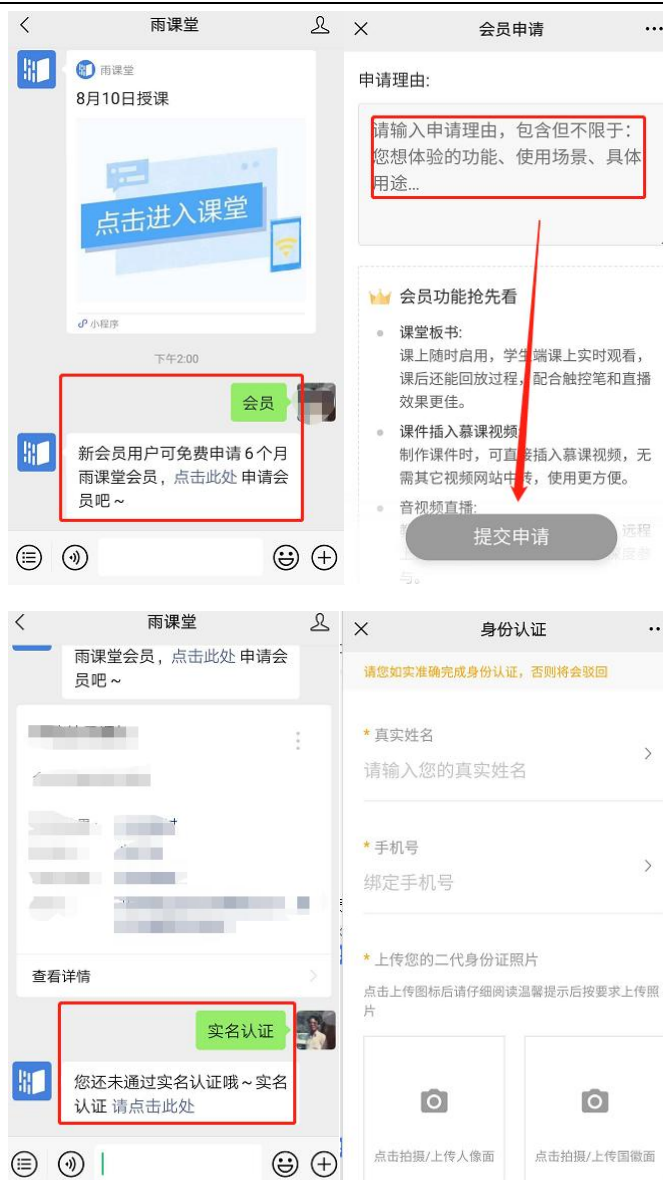 雨课堂
雨课堂
8月10日授课
点击进入课堂
小程序
下午2:00
会员
新会员用户可免费申请6个月
雨课堂会员，点击此处 申请会
员吧～
会员申请
申请理由:
请输入申请理由，包含但不限于：
您想体验的功能、使用场景、具体
用途...
会员功能抢先看
课堂板书:
课上随时启用，学生端课上实时观看，
课后还能回放过程，配合触控笔和直播
效果更佳。
课件插入慕课视频:
制作课件时，可直接插入慕课视频，无
需其它视频网站中转，使用更方便。
音视频直播:
远程
提交申请
与。
雨课堂
雨课堂会员，点击此处 申请会
员吧～
查看详情
实名认证
您还未通过实名认证哦～实名
认证 请点击此处
身份认证
请您如实准确完成身份认证，否则将会驳回
* 真实姓名
请输入您的真实姓名
* 手机号
绑定手机号
* 上传您的二代身份证照片
点击上传图标后请仔细阅读温馨提示后按要求上传照
片
点击拍摄/上传人像面
点击拍摄/上传国徽面